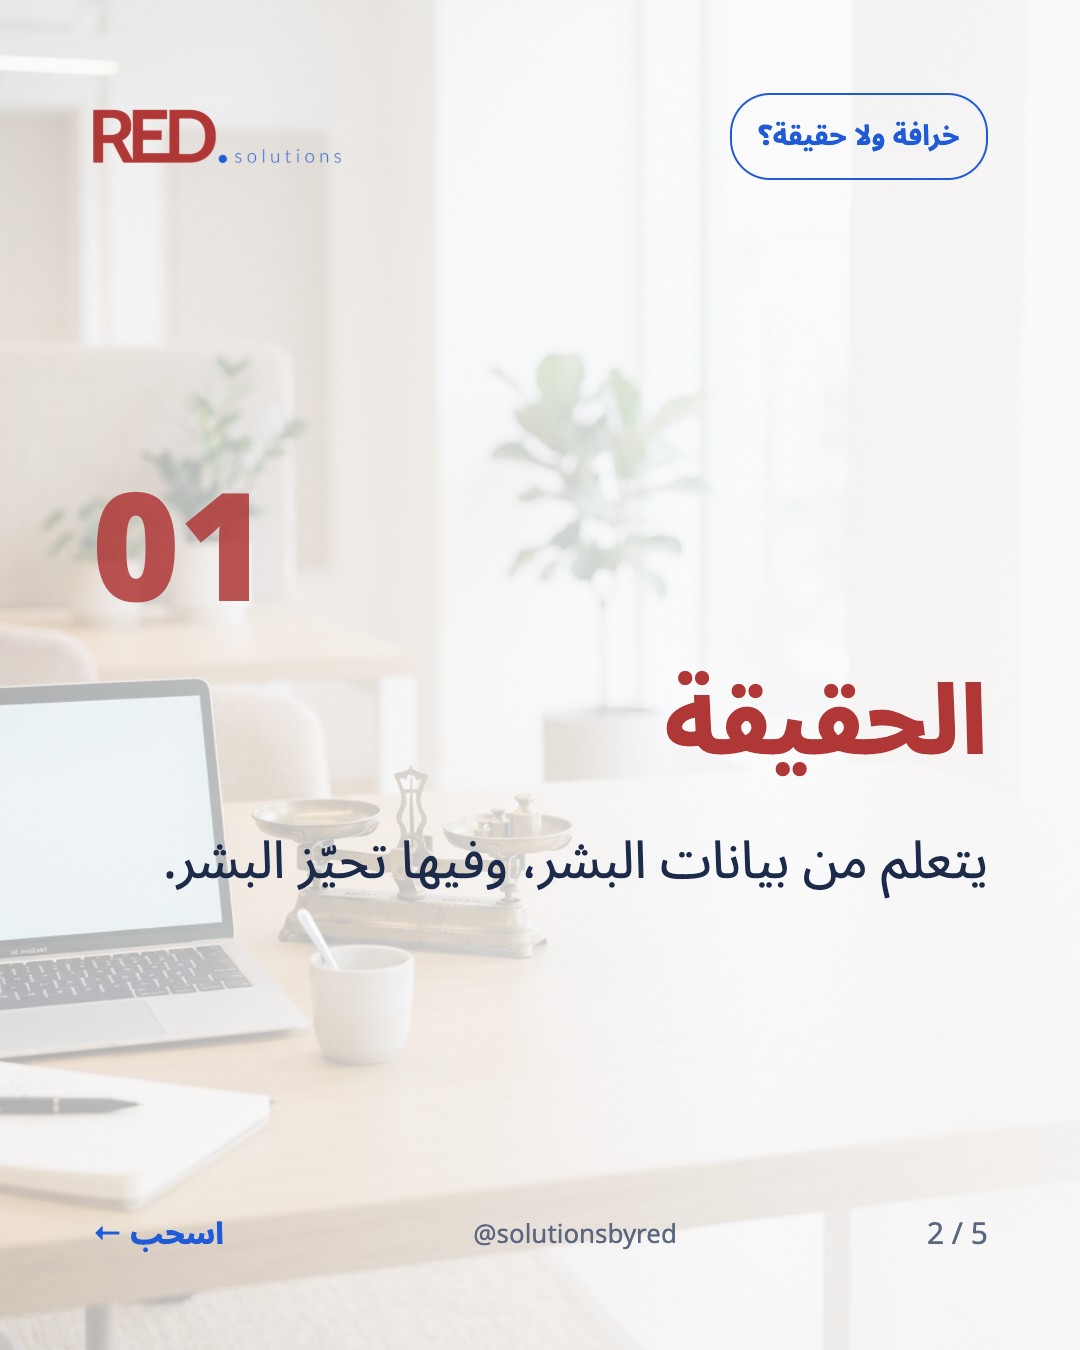 RED.solutions
خرافة ولا حقيقة؟
01
الحقيقة
يتعلم من بيانات البشر، وفيها تحيّز البشر.
اسحب ←
@solutionsbyred
2 / 5